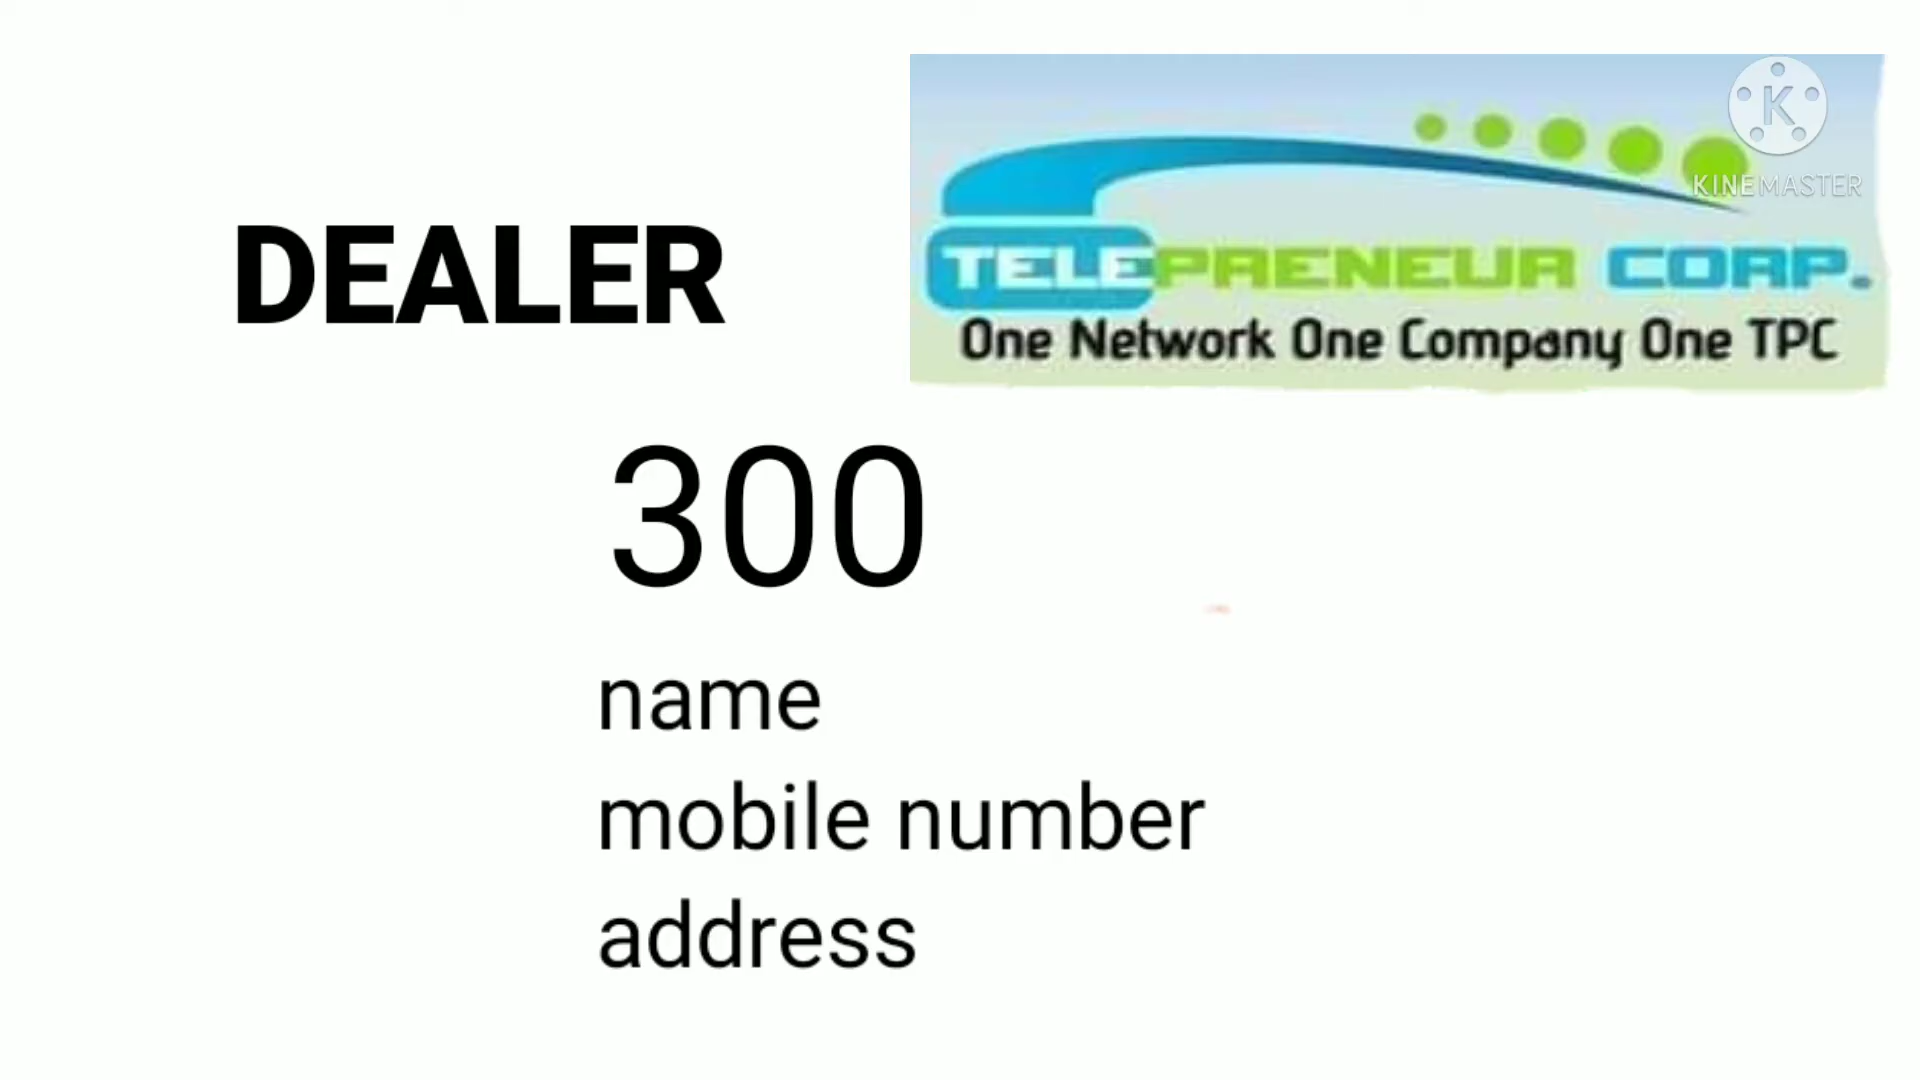 KINEMASTER
DEALER
TELEPRENEUR CORP.
One Network One Company One TPC
300
name
mobile number
address